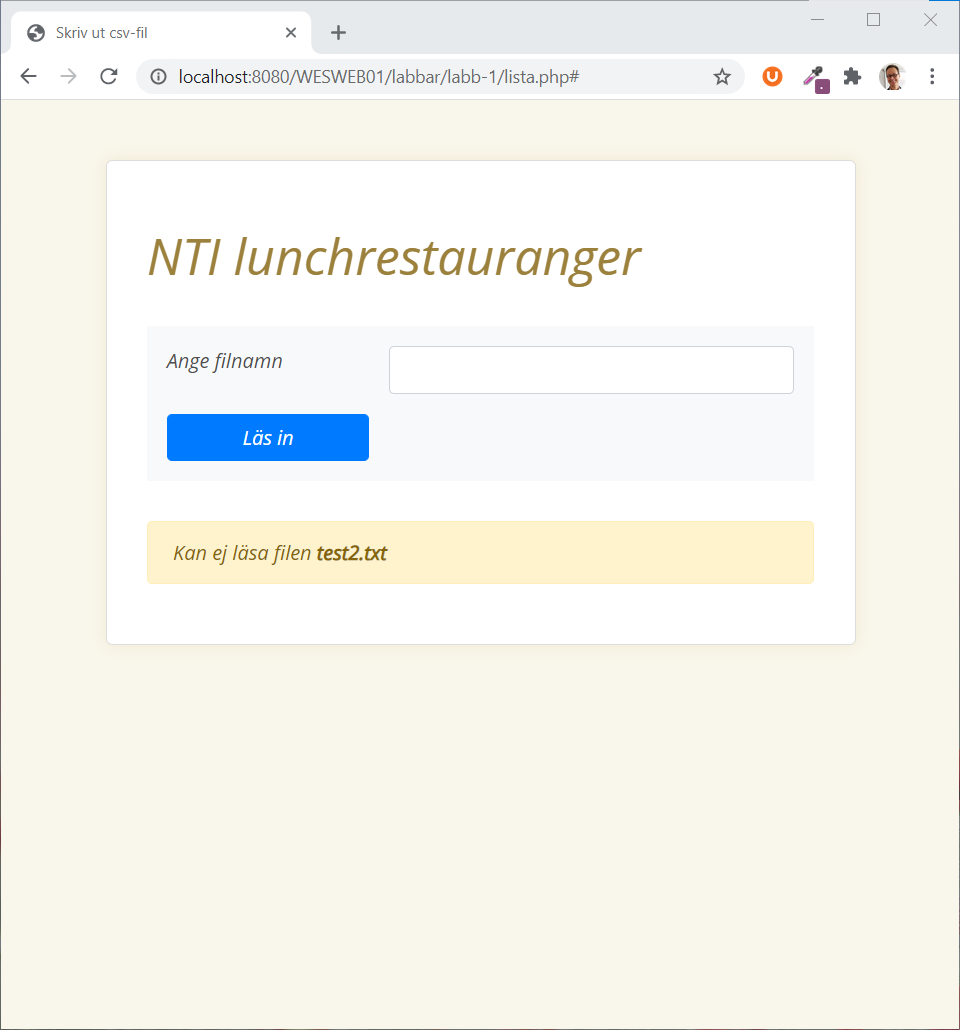 Skriv ut csv-fil
localhost:8080/WESWEB01/labbar/labb-1/lista.php#
NTI lunchrestauranger
Ange filnamn
Läs in
Kan ej läsa filen test2.txt